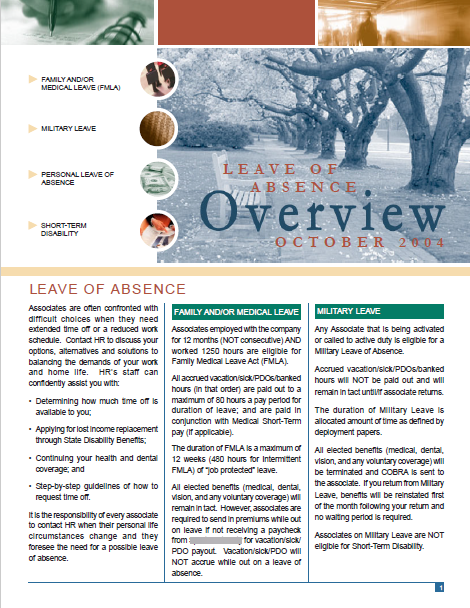 FAMILY AND/OR
MEDICAL LEAVE (FMLA)
MILITARY LEAVE
PERSONAL LEAVE OF
ABSENCE
SHORT-TERM
DISABILITY
LEAVE OF
ABSENCE
Overview
OCTOBER 2004
LEAVE OF ABSENCE
Associates are often confronted with
difficult choices when they need
extended time off or a reduced work
schedule. Contact HR to discuss your
options, alternatives and solutions to
balancing the demands of your work
and home life. HR's staff can
confidently assist you with:
• Determining how much time off is
available to you;
• Applying for lost income replacement
through State Disability Benefits;
• Continuing your health and dental
coverage; and
• Step-by-step guidelines of how to
request time off.
It is the responsibility of every associate
to contact HR when their personal life
circumstances change and they
foresee the need for a possible leave
of absence.
FAMILY AND/OR MEDICAL LEAVE
Associates employed with the company
for 12 months (NOT consecutive) AND
worked 1250 hours are eligible for
Family Medical Leave Act (FMLA).
All accrued vacation/sick/PDOs/banked
hours (in that order) are paid out to a
maximum of 80 hours a pay period for
duration of leave; and are paid in
conjunction with Medical Short-Term
pay (if applicable).
The duration of FMLA is a maximum of
12 weeks (480 hours for intermittent
FMLA) of "job protected" leave.
All elected benefits (medical, dental,
vision, and any voluntary coverage) will
remain in tact. However, associates are
required to send in premiums while out
on leave if not receiving a paycheck
from for vacation/sick/
PDO payout. Vacation/sick/PDO will
NOT accrue while out on a leave of
absence.
MILITARY LEAVE
Any Associate that is being activated
or called to active duty is eligible for a
Military Leave of Absence.
Accrued vacation/sick/PDOs/banked
hours will NOT be paid out and will
remain in tact until/if associate returns.
The duration of Military Leave is
allocated amount of time as defined by
deployment papers.
All elected benefits (medical, dental,
vision, and any voluntary coverage) will
be terminated and COBRA is sent to
the associate. If you return from Military
Leave, benefits will be reinstated first
of the month following your return and
no waiting period is required.
Associates on Military Leave are NOT
eligible for Short-Term Disability.
1